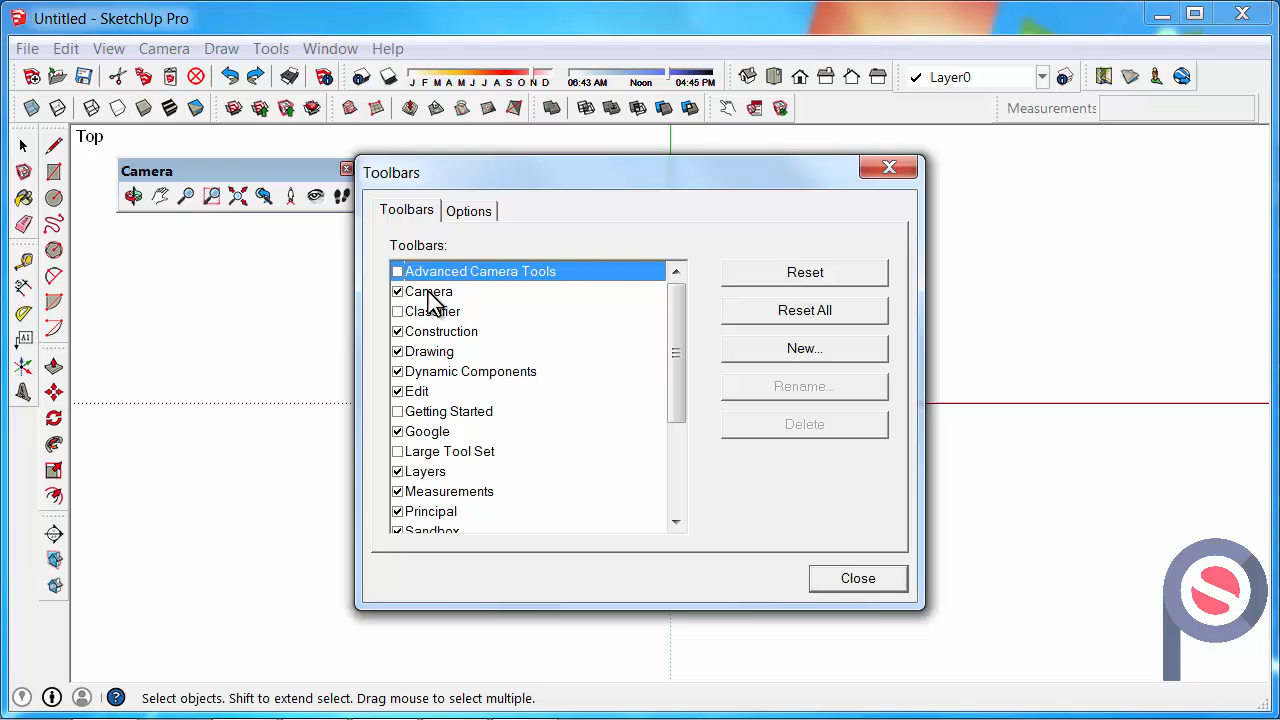 Untitled - SketchUp Pro
File Edit View Camera Draw Tools Window Help
J F M A M J J A S O N D 06:43 AM Noon 04:45 PM Layer0
Measurements
Top
Camera
Toolbars
Toolbars Options
Toolbars:
Advanced Camera Tools
Camera
Classifier
Construction
Drawing
Dynamic Components
Edit
Getting Started
Google
Large Tool Set
Layers
Measurements
Principal
Sandbox
Reset
Reset All
New...
Rename...
Delete
Close
Select objects. Shift to extend select. Drag mouse to select multiple.